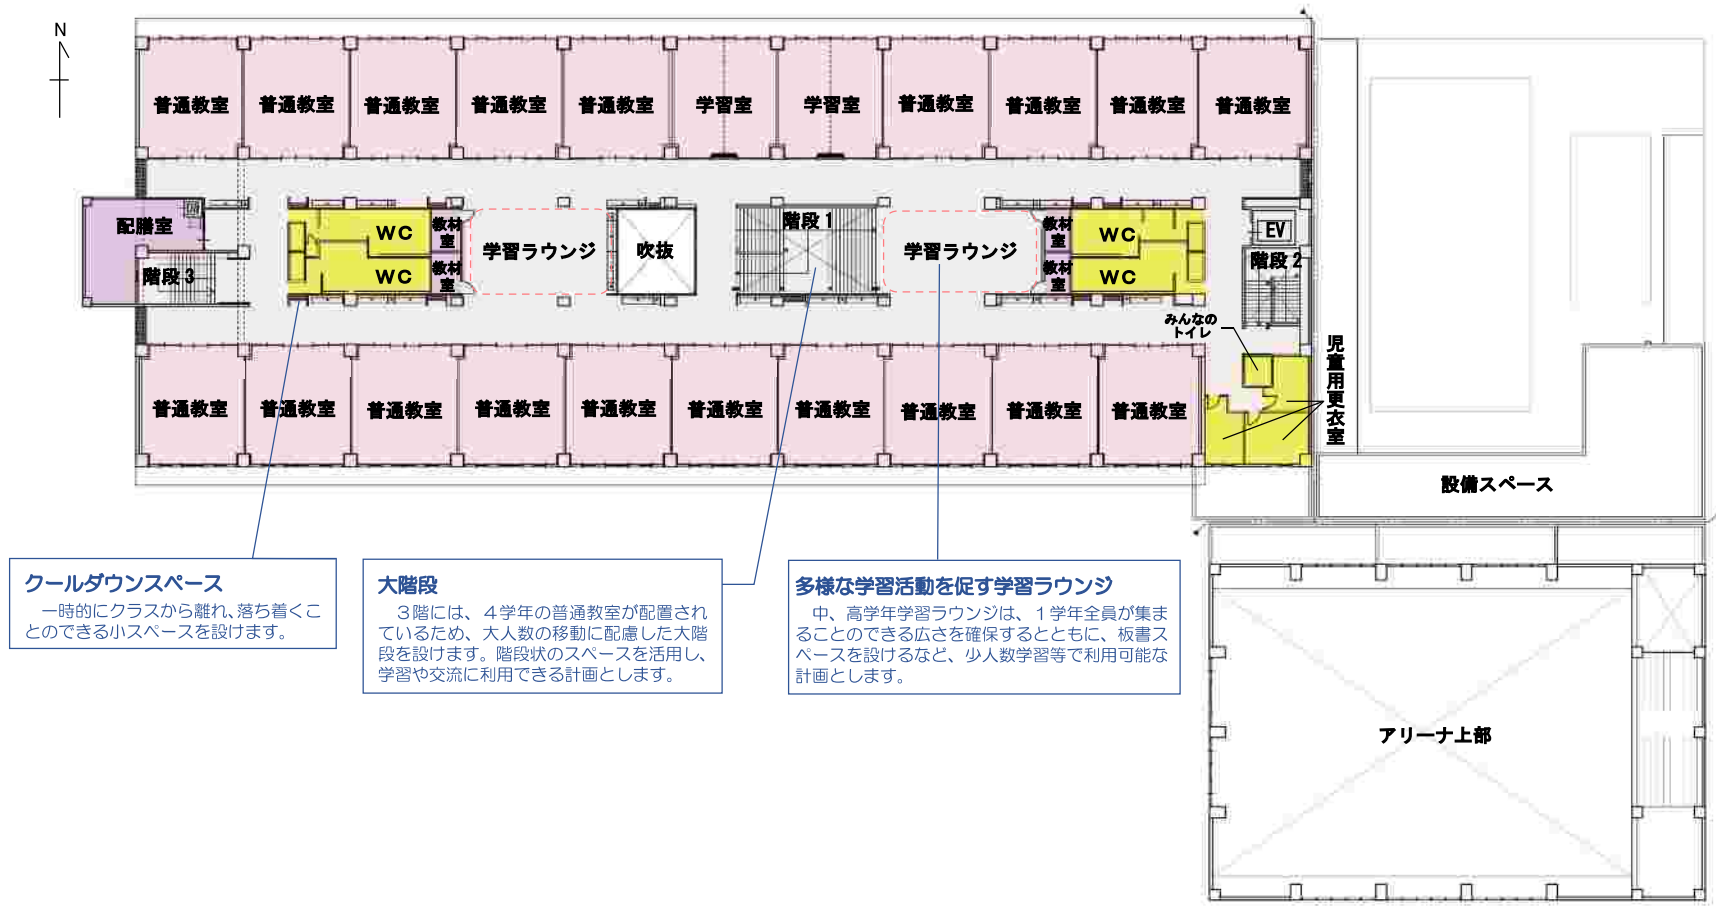 N
普通教室
普通教室
普通教室
普通教室
普通教室
学習室
学習室
普通教室
普通教室
普通教室
普通教室
配膳室
階段 3
WC
WC
教材
室
教材
室
学習ラウンジ
吹抜
階段 1
学習ラウンジ
教材
室
教材
室
WC
WC
EV
階段 2
みんなの
トイレ
児童用更衣室
普通教室
普通教室
普通教室
普通教室
普通教室
普通教室
普通教室
普通教室
普通教室
普通教室
設備スペース
クールダウンスペース
一時的にクラスから離れ、落ち着くこ
とのできる小スペースを設けます。
大階段
3階には、4学年の普通教室が配置され
ているため、大人数の移動に配慮した大階
段を設けます。階段状のスペースを活用し、
学習や交流に利用できる計画とします。
多様な学習活動を促す学習ラウンジ
中、高学年学習ラウンジは、1学年全員が集ま
ることのできる広さを確保するとともに、板書ス
ペースを設けるなど、少人数学習等で利用可能な
計画とします。
アリーナ上部